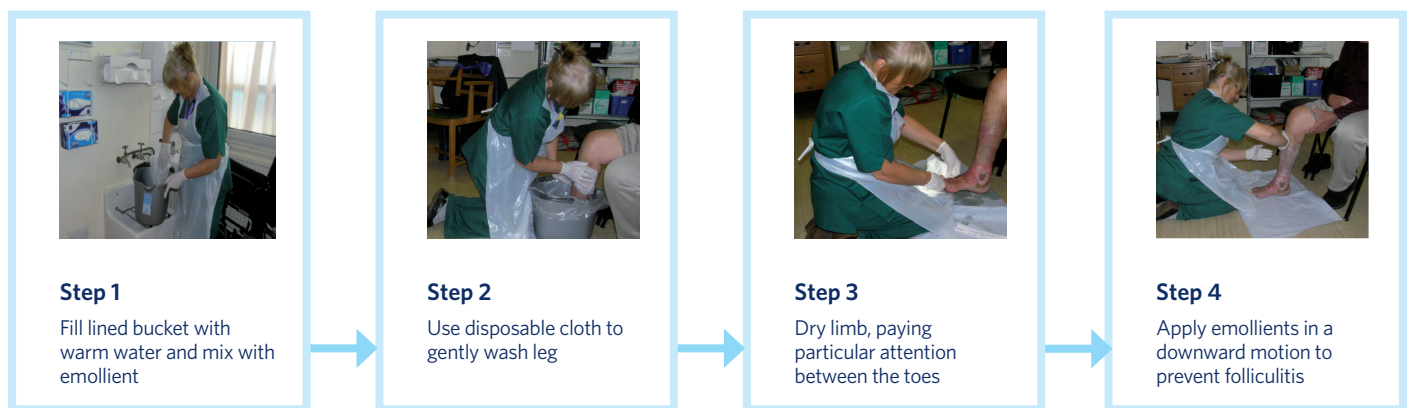 Step 1
Fill lined bucket with
warm water and mix with
emollient
Step 2
Use disposable cloth to
gently wash leg
Step 3
Dry limb, paying
particular attention
between the toes
Step 4
Apply emollients in a
downward motion to
prevent folliculitis